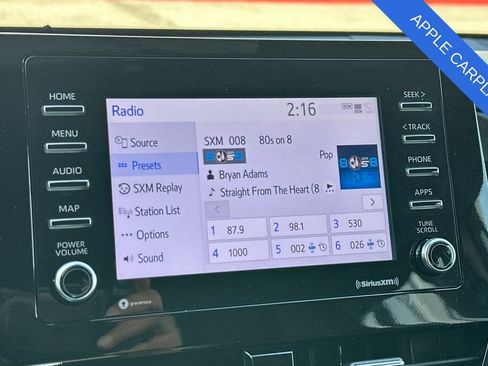 APPLE CARPL
HOME
MENU
AUDIO
MAP
POWER
VOLUME
Radio
2:16
Source
Presets
SXM Replay
Station List
Options
Sound
SXM 008 80s on 8
Pop
Bryan Adams
Straight From The Heart (8
1 87.9
2 98.1
3 530
4 1000
5 002
6 026
SEEK >
< TRACK
PHONE
APPS
TUNE
SCROLL
gracenote
SiriusXM